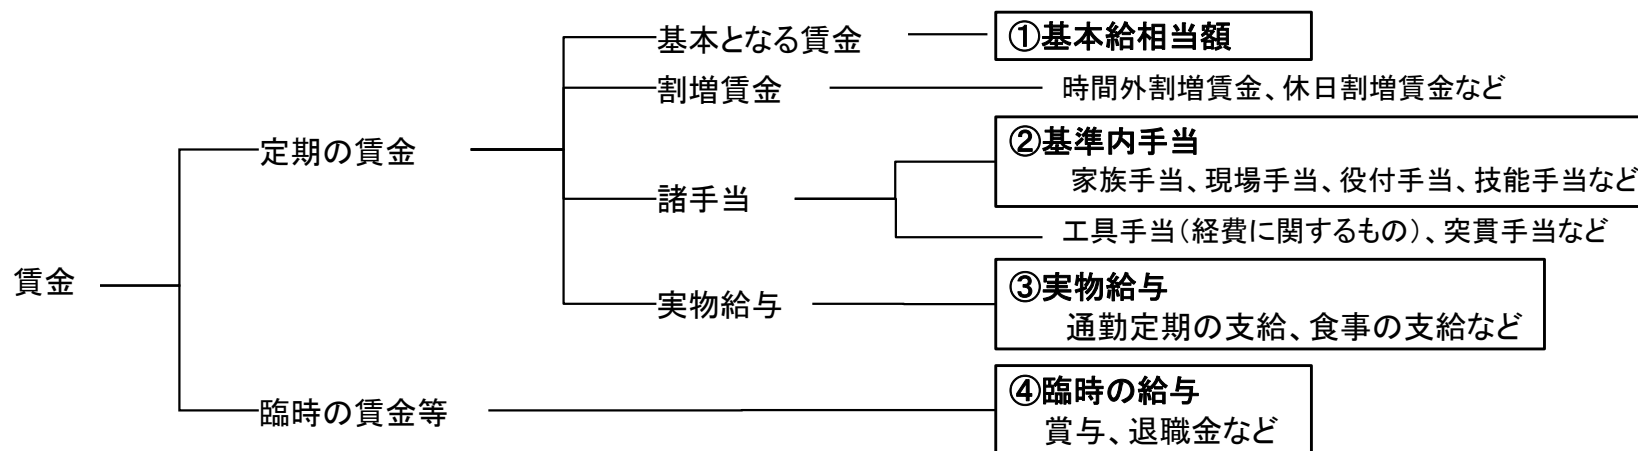 基本となる賃金
①基本給相当額
割増賃金
時間外割増賃金、休日割増賃金など
定期の賃金
②基準内手当
家族手当、現場手当、役付手当、技能手当など
諸手当
工具手当（経費に関するもの）、突貫手当など
賃金
③実物給与
実物給与
通勤定期の支給、食事の支給など
臨時の賃金等
④臨時の給与
賞与、退職金など